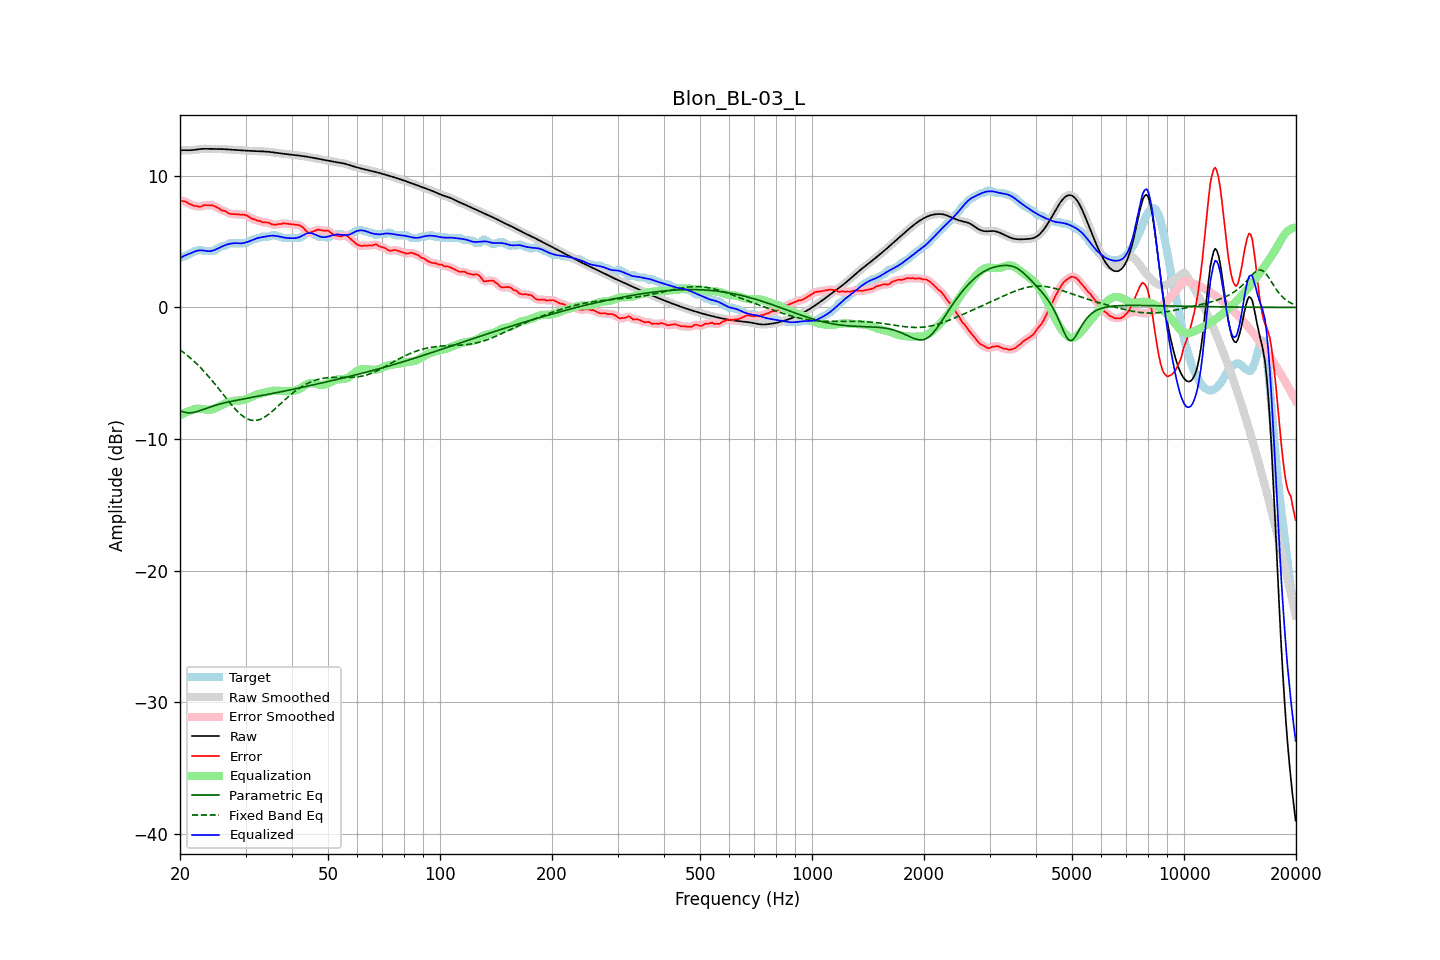 Blon_BL-03_L
Amplitude (dBr)
10
0
−10
−20
−30
−40
Target
Raw Smoothed
Error Smoothed
Raw
Error
Equalization
Parametric Eq
Fixed Band Eq
Equalized
20 50 100 200 500 1000 2000 5000 10000 20000
Frequency (Hz)